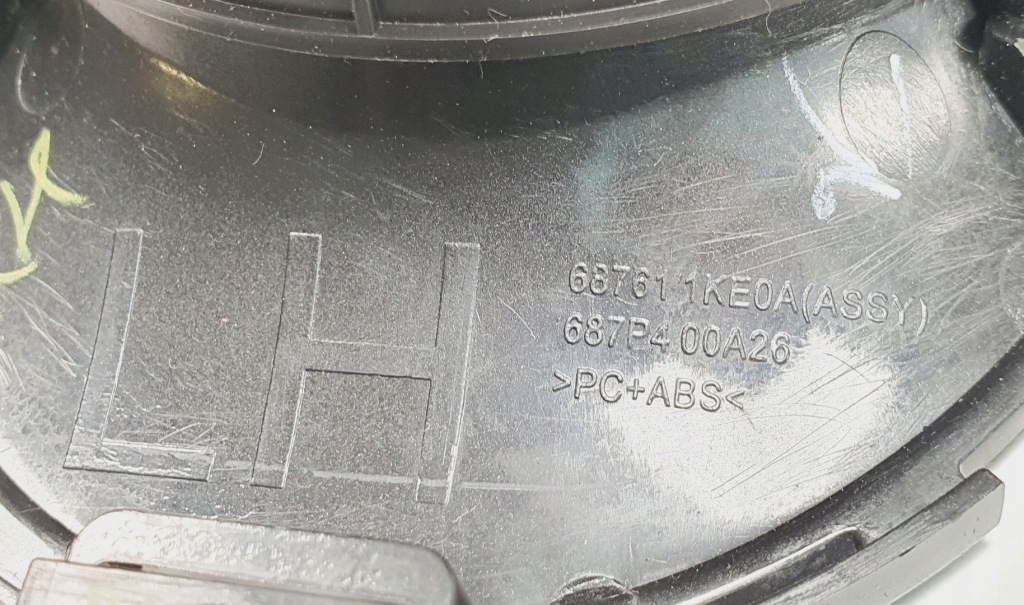 LH
68761 1KE0A(ASSY)
687P4 00A26
>PC+ABS<